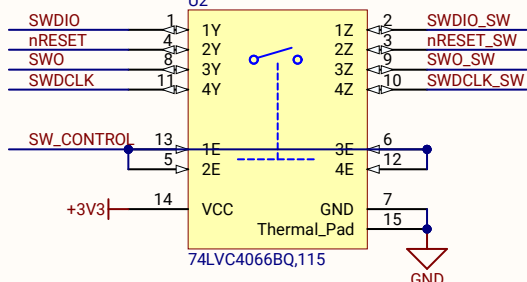 U2
SWDIO 1 1Y 1Z 2 SWDIO_SW
nRESET 4 2Y 2Z 3 nRESET_SW
SWO 8 3Y 3Z 9 SWO_SW
SWDCLK 11 4Y 4Z 10 SWDCLK_SW
SW_CONTROL 13 1E 3E 6
5 2E 4E 12
+3V3 14 VCC GND 7
Thermal_Pad 15
74LVC4066BQ,115
GND